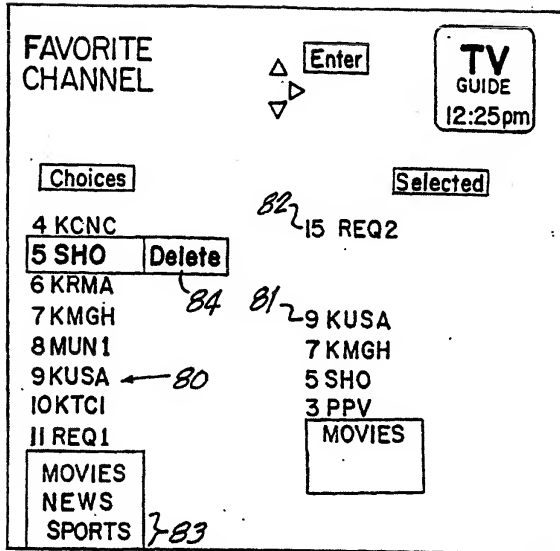 FAVORITE
CHANNEL
Enter
TV
GUIDE
12:25pm
Choices
Selected
4 KCNC
5 SHO Delete
6 KRMA
7 KMGH
8 MUN1
9 KUSA
10 KTCI
11 REQ1
MOVIES
NEWS
SPORTS
84
80
83
82
15 REQ2
81
9 KUSA
7 KMGH
5 SHO
3 PPV
MOVIES